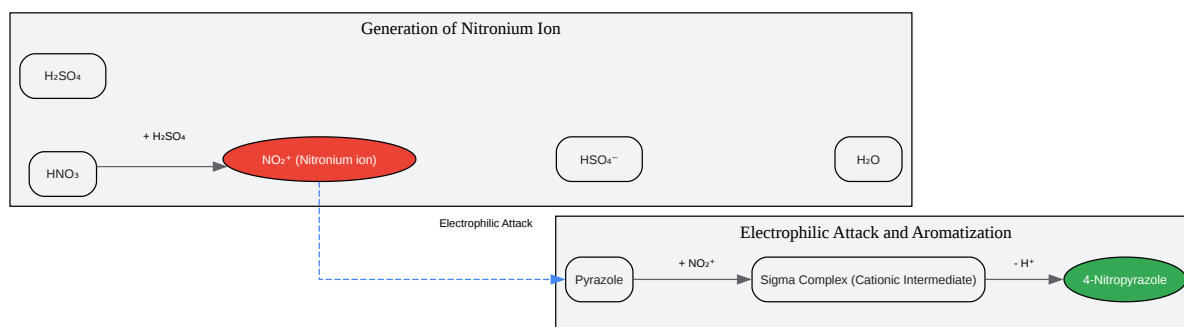 Generation of Nitronium Ion
H₂SO₄
+ H₂SO₄
HNO₃
NO₂⁺ (Nitronium ion)
HSO₄⁻
H₂O
Electrophilic Attack
Electrophilic Attack and Aromatization
Pyrazole
+ NO₂⁺
Sigma Complex (Cationic Intermediate)
- H⁺
4-Nitropyrazole